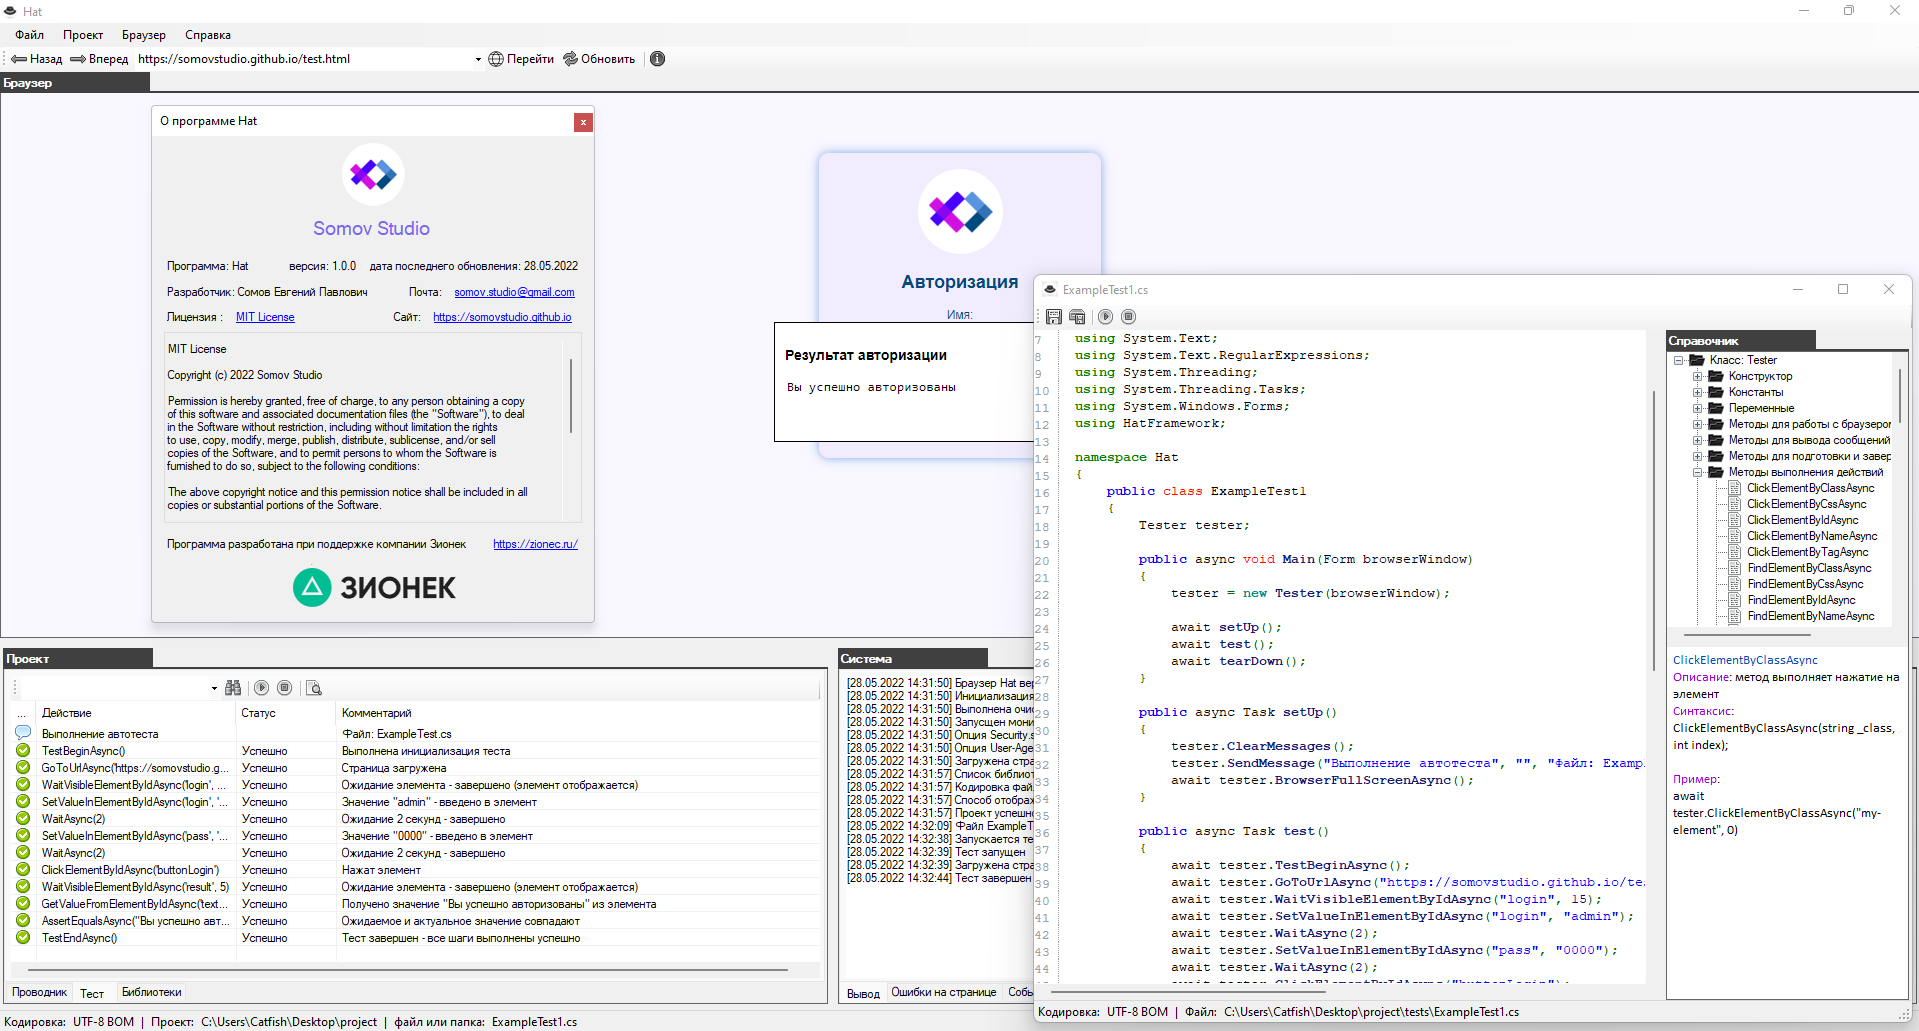 Hat
Файл Проект Браузер Справка
Назад Вперед https://somovstudio.github.io/test.html Перейти Обновить
Браузер
О программе Hat
x
Somov Studio
Программа: Hat версия: 1.0.0 дата последнего обновления: 28.05.2022
Разработчик: Сомов Евгений Павлович Почта: somov.studio@gmail.com
Лицензия : MIT License Сайт: https://somovstudio.github.io
MIT License
Copyright (c) 2022 Somov Studio
Permission is hereby granted, free of charge, to any person obtaining a copy
of this software and associated documentation files (the "Software"), to deal
in the Software without restriction, including without limitation the rights
to use, copy, modify, merge, publish, distribute, sublicense, and/or sell
copies of the Software, and to permit persons to whom the Software is
furnished to do so, subject to the following conditions:
The above copyright notice and this permission notice shall be included in all
copies or substantial portions of the Software.
Программа разработана при поддержке компании Зионек https://zionec.ru/
ЗИОНЕК
Авторизация
Имя:
Результат авторизации
Вы успешно авторизованы
Проект
... Действие Статус Комментарий
Выполнение автотеста Файл: ExampleTest.cs
TestBeginAsync() Успешно Выполнена инициализация теста
GoToUrlAsync('https://somovstudio.g... Успешно Страница загружена
WaitVisibleElementByIdAsync('login', ... Успешно Ожидание элемента - завершено (элемент отображается)
SetValueInElementByIdAsync('login', '... Успешно Значение "admin" - введено в элемент
WaitAsync(2) Успешно Ожидание 2 секунд - завершено
SetValueInElementByIdAsync('pass', '... Успешно Значение "0000" - введено в элемент
WaitAsync(2) Успешно Ожидание 2 секунд - завершено
ClickElementByIdAsync('buttonLogin') Успешно Нажат элемент
WaitVisibleElementByIdAsync('result', 5) Успешно Ожидание элемента - завершено (элемент отображается)
GetValueFromElementByIdAsync('text... Успешно Получено значение "Вы успешно авторизованы" из элемента
AssertEqualsAsync("Вы успешно авт... Успешно Ожидаемое и актуальное значение совпадают
TestEndAsync() Успешно Тест завершен - все шаги выполнены успешно
Проводник Тест Библиотеки
Система
[28.05.2022 14:31:50] Браузер Hat вер
[28.05.2022 14:31:50] Инициализация
[28.05.2022 14:31:50] Выполнена очис
[28.05.2022 14:31:50] Запусщен мони
[28.05.2022 14:31:50] Опция Security.s
[28.05.2022 14:31:50] Опция User-Age
[28.05.2022 14:31:50] Загружена стра
[28.05.2022 14:31:57] Список библиот
[28.05.2022 14:31:57] Кодировка файл
[28.05.2022 14:31:57] Способ отображ
[28.05.2022 14:31:57] Проект успешно
[28.05.2022 14:32:09] Файл ExampleT
[28.05.2022 14:32:38] Запускается те
[28.05.2022 14:32:39] Тест запущен
[28.05.2022 14:32:39] Загружена стра
[28.05.2022 14:32:44] Тест завершен
Вывод Ошибки на странице Собы
Кодировка: UTF-8 BOM | Проект: C:\Users\Catfish\Desktop\project | файл или папка: ExampleTest1.cs
ExampleTest1.cs
7 using System.Text;
8 using System.Text.RegularExpressions;
9 using System.Threading;
10 using System.Threading.Tasks;
11 using System.Windows.Forms;
12 using HatFramework;
13
14 namespace Hat
15 {
16 public class ExampleTest1
17 {
18 Tester tester;
19
20 public async void Main(Form browserWindow)
21 {
22 tester = new Tester(browserWindow);
23
24 await setUp();
25 await test();
26 await tearDown();
27 }
28
29 public async Task setUp()
30 {
31 tester.ClearMessages();
32 tester.SendMessage("Выполнение автотеста", "", "Файл: Examp
33 await tester.BrowserFullScreenAsync();
34 }
35
36 public async Task test()
37 {
38 await tester.TestBeginAsync();
39 await tester.GoToUrlAsync("https://somovstudio.github.io/te
40 await tester.WaitVisibleElementByIdAsync("login", 15);
41 await tester.SetValueInElementByIdAsync("login", "admin");
42 await tester.WaitAsync(2);
43 await tester.SetValueInElementByIdAsync("pass", "0000");
44 await tester.WaitAsync(2);
await tester.ClickElementByIdAsync("buttonLogin");
Кодировка: UTF-8 BOM | Файл: C:\Users\Catfish\Desktop\project\tests\ExampleTest1.cs
Справочник
Класс: Tester
Конструктор
Константы
Переменные
Методы для работы с браузером
Методы для вывода сообщений
Методы для подготовки и завер
Методы выполнения действий
ClickElementByClassAsync
ClickElementByCssAsync
ClickElementByIdAsync
ClickElementByNameAsync
ClickElementByTagAsync
FindElementByClassAsync
FindElementByCssAsync
FindElementByIdAsync
FindElementByNameAsync
ClickElementByClassAsync
Описание: метод выполняет нажатие на
элемент
Синтаксис:
ClickElementByClassAsync(string _class,
int index);
Пример:
await
tester.ClickElementByClassAsync("my-
element", 0)